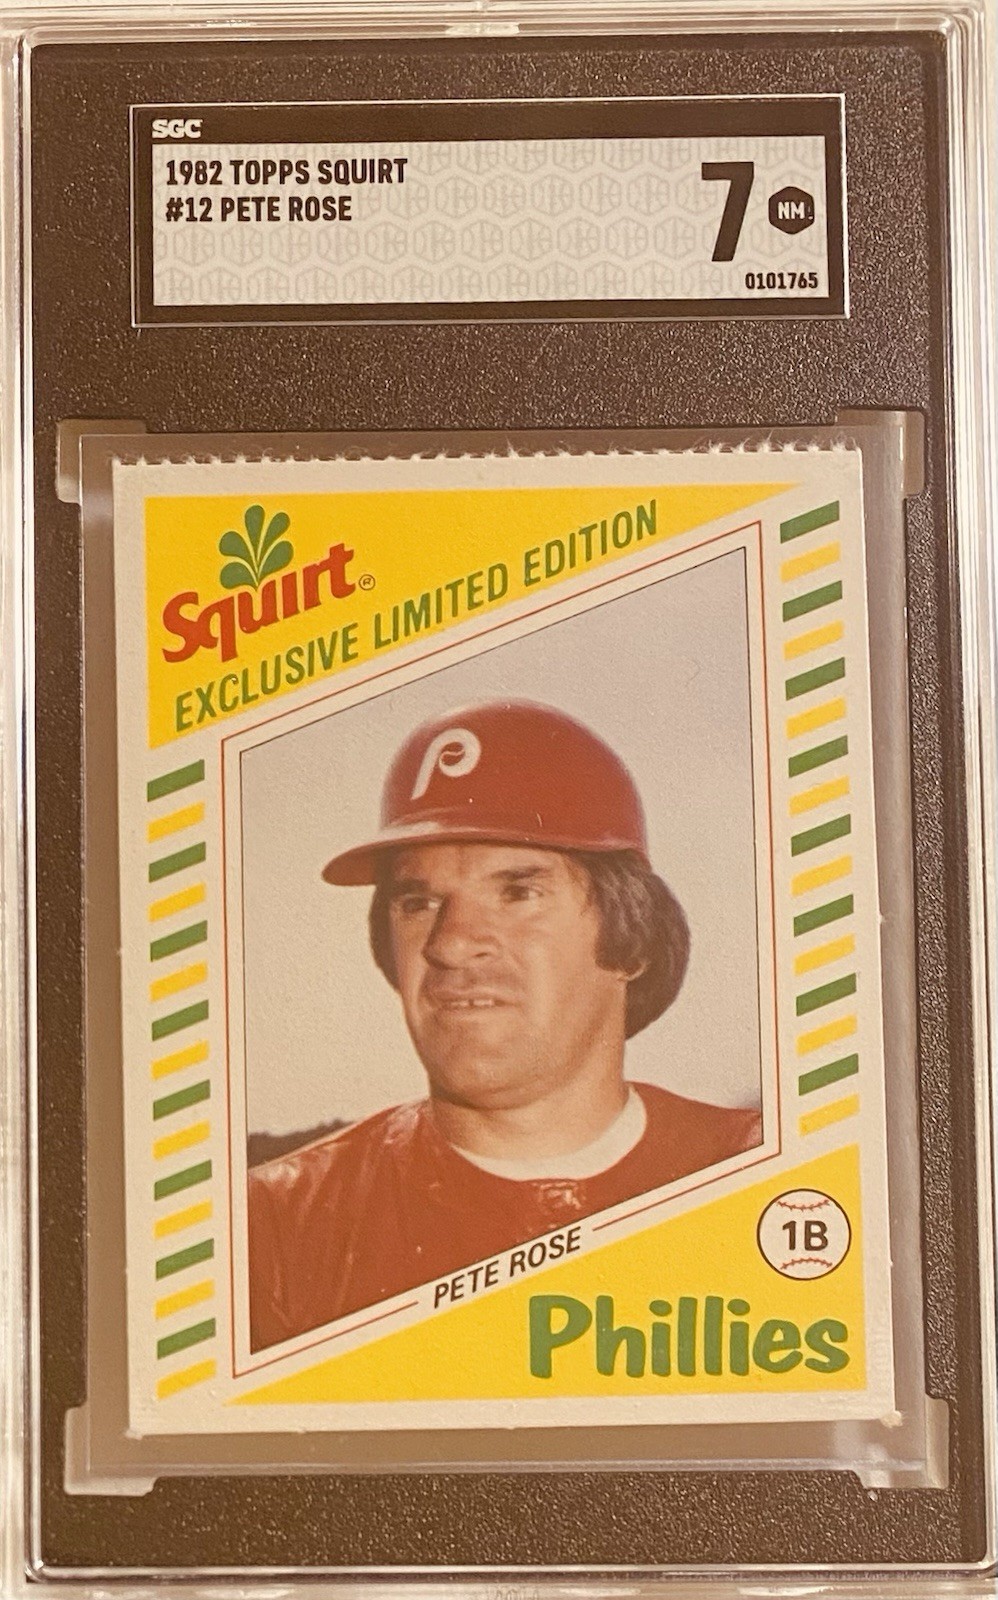 SGC
1982 TOPPS SQUIRT
#12 PETE ROSE
7
NM
0101765
Squirt®
EXCLUSIVE LIMITED EDITION
P
PETE ROSE
1B
Phillies